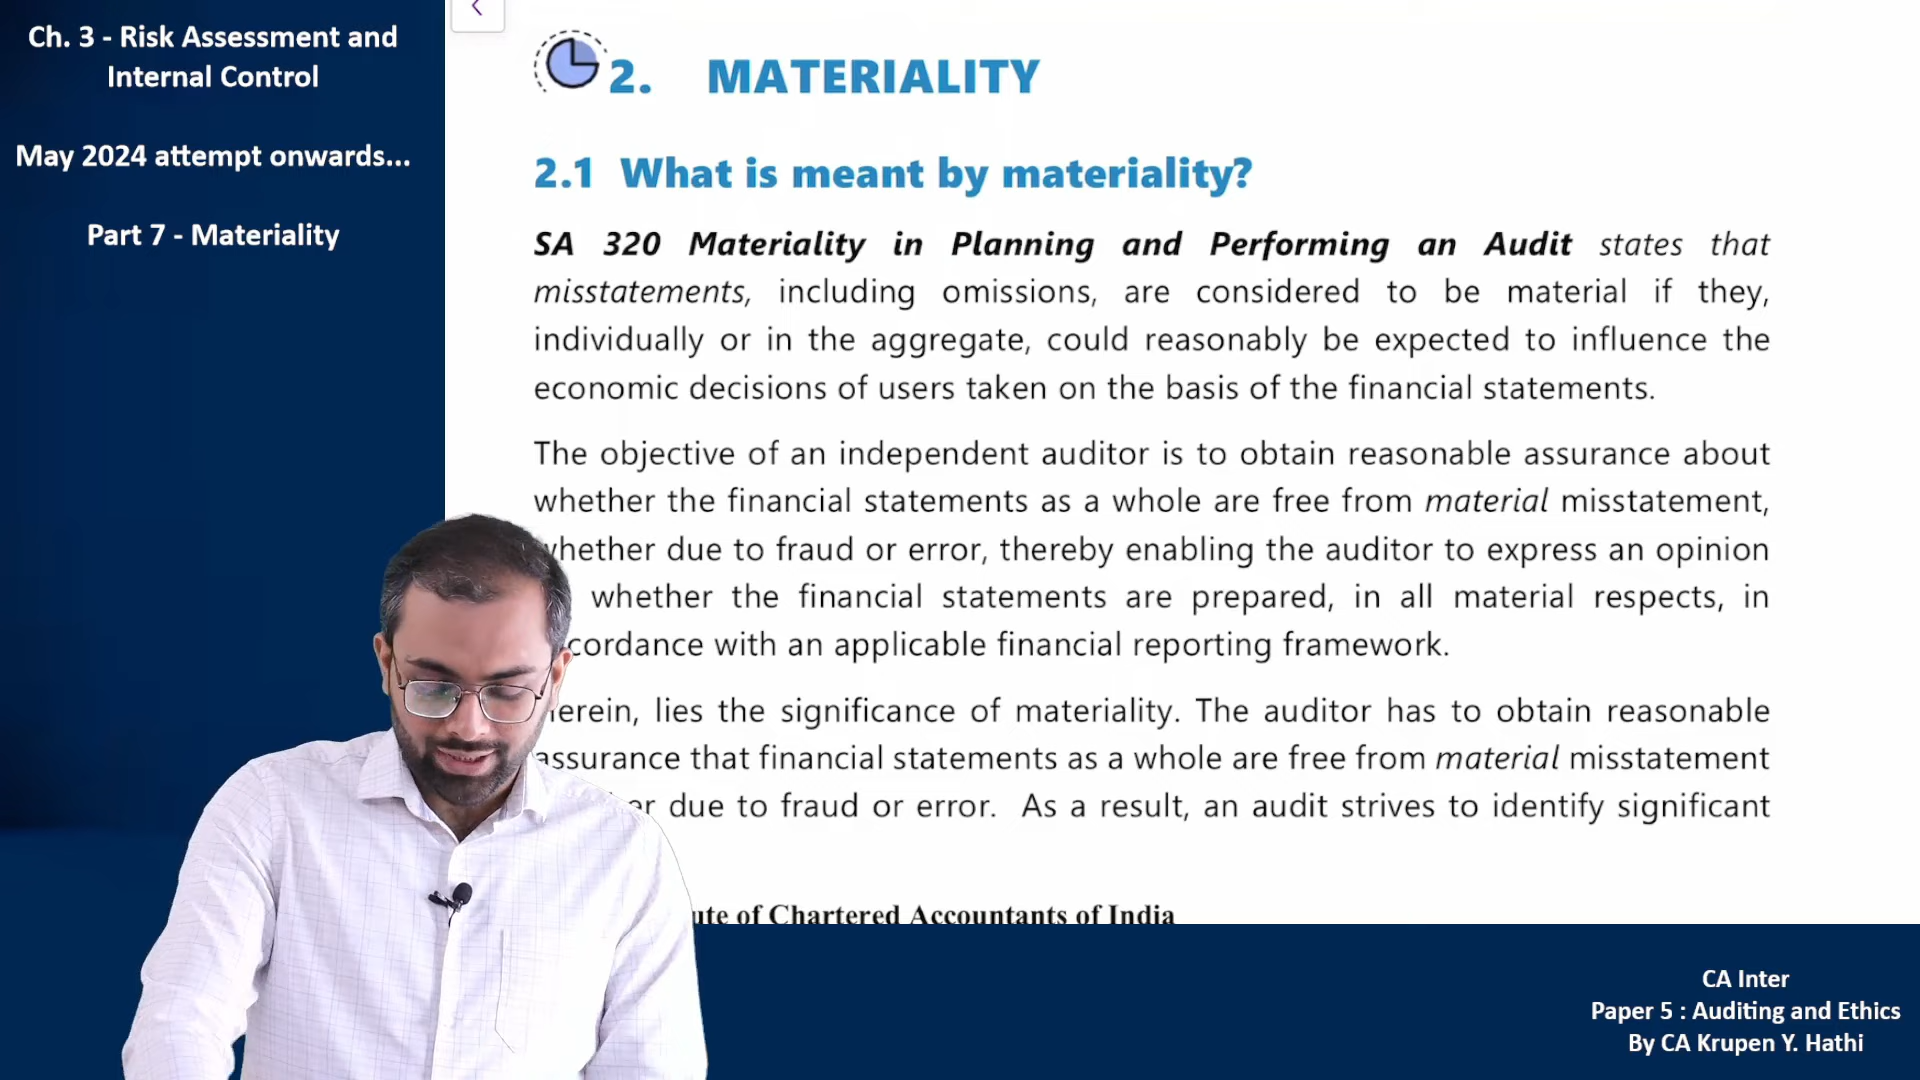 Ch. 3 - Risk Assessment and
Internal Control
May 2024 attempt onwards...
Part 7 - Materiality
2. MATERIALITY
2.1 What is meant by materiality?
SA 320 Materiality in Planning and Performing an Audit states that
misstatements, including omissions, are considered to be material if they,
individually or in the aggregate, could reasonably be expected to influence the
economic decisions of users taken on the basis of the financial statements.
The objective of an independent auditor is to obtain reasonable assurance about
whether the financial statements as a whole are free from material misstatement,
whether due to fraud or error, thereby enabling the auditor to express an opinion
whether the financial statements are prepared, in all material respects, in
with an applicable financial reporting framework.
lies the significance of materiality. The auditor has to obtain reasonable
assurance that financial statements as a whole are free from material misstatement
due to fraud or error. As a result, an audit strives to identify significant
of Chartered Accountants of India
CA Inter
Paper 5 : Auditing and Ethics
By CA Krupen Y. Hathi